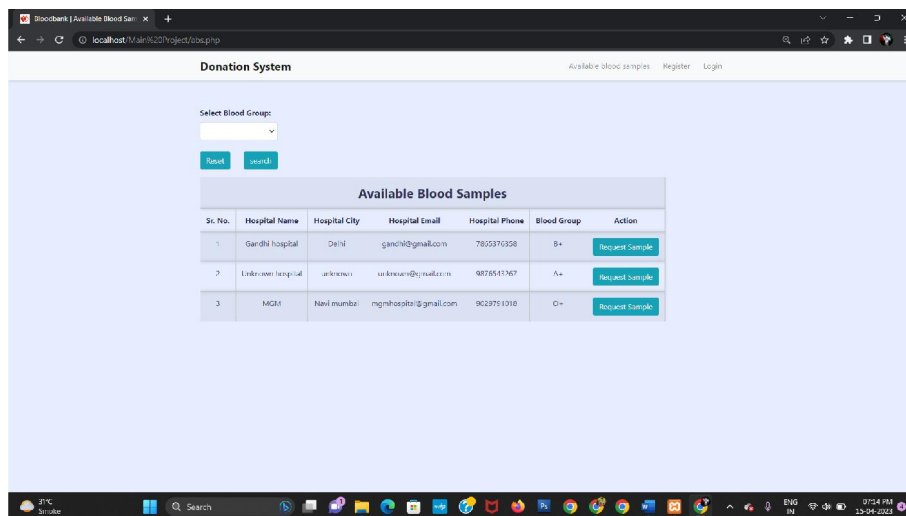 Bloodbank | Available Blood Sam
localhost/Main%20Project/abs.php
Donation System
Available blood samples Register Login
Select Blood Group:
Reset search
Available Blood Samples
Sr. No. Hospital Name Hospital City Hospital Email Hospital Phone Blood Group Action
1 Gandhi hospital Delhi gandhi@gmail.com 7865376358 B+ Request Sample
2 Unknown hospital unknown unknown@gmail.com 9876543267 A+ Request Sample
3 MGM Navi mumbai mgmhospital@gmail.com 9029791018 O+ Request Sample
31°C
Smoke
Search
ENG
IN
07:14 PM
15-04-2023